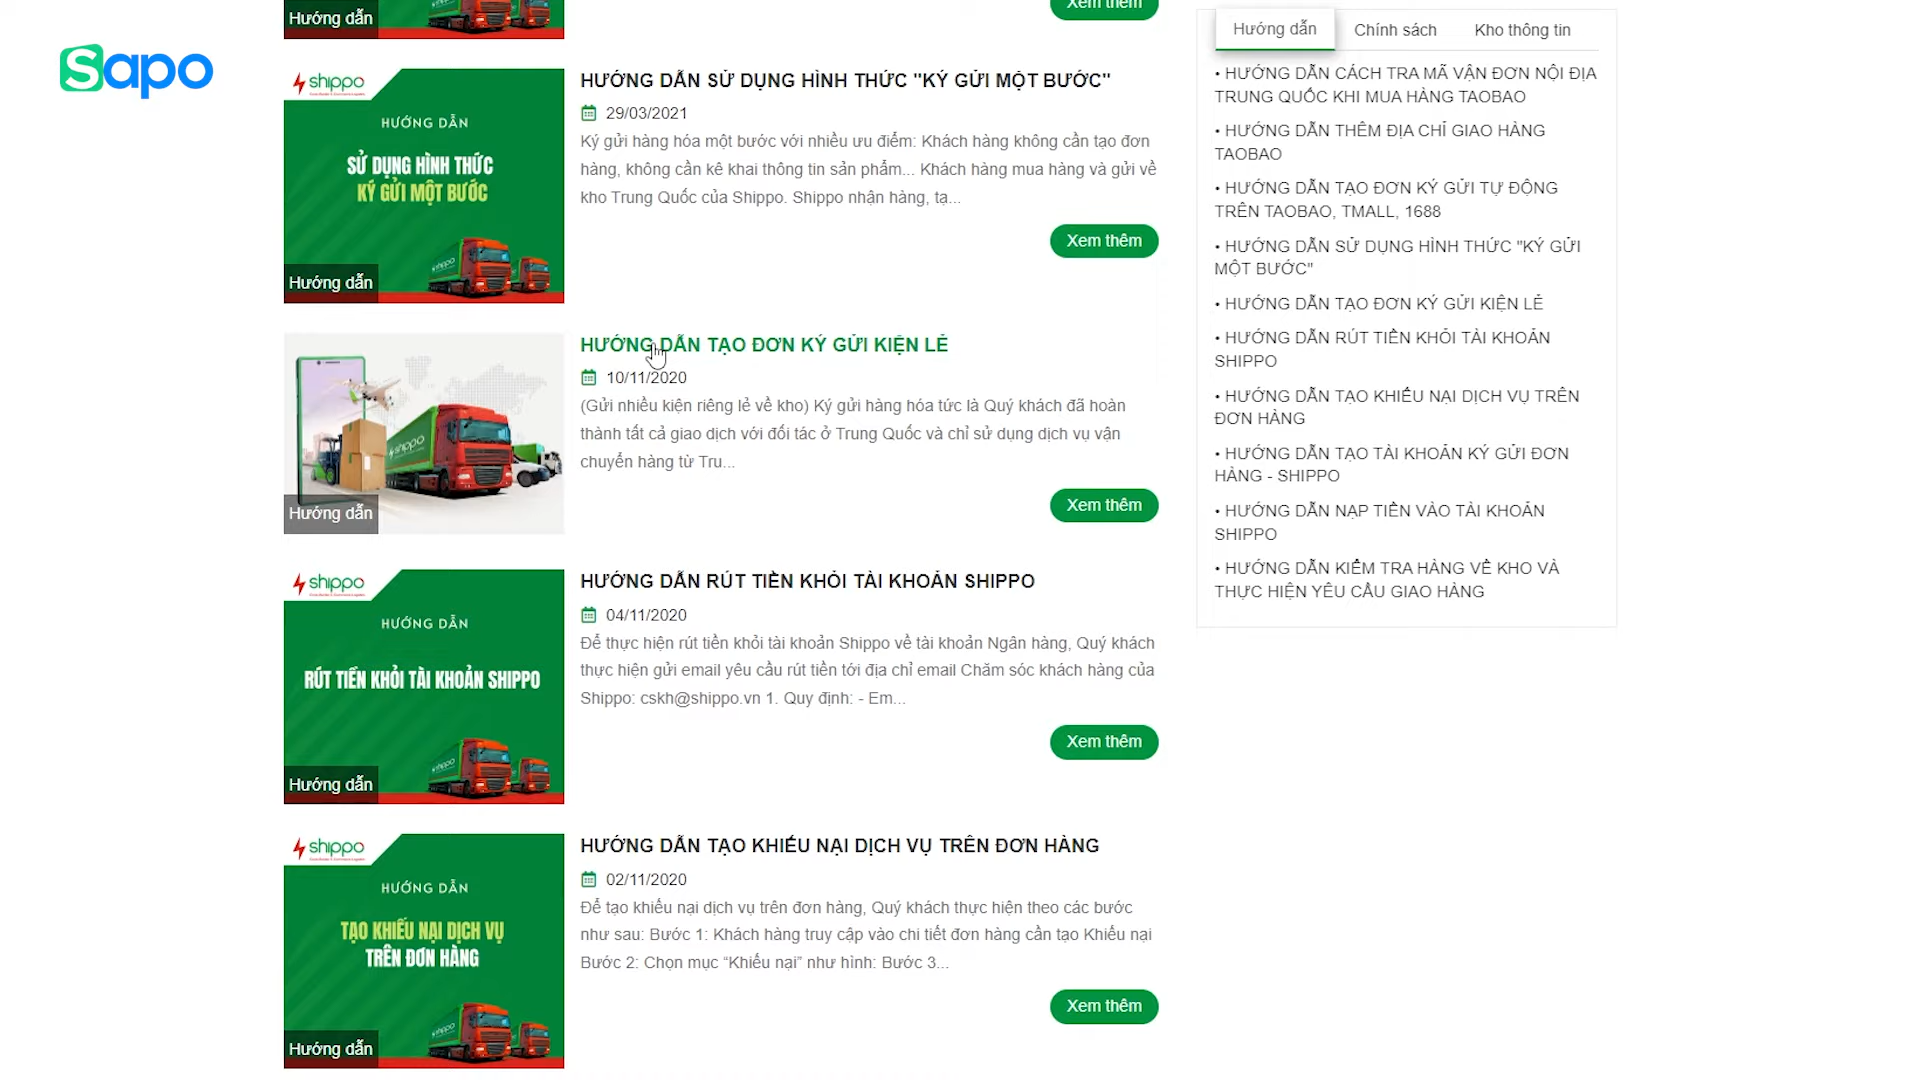 Hướng dẫn
Xem thêm
sapo
shippo
HƯỚNG DẪN
SỬ DỤNG HÌNH THỨC
KÝ GỬI MỘT BƯỚC
Hướng dẫn
HƯỚNG DẪN SỬ DỤNG HÌNH THỨC "KÝ GỬI MỘT BƯỚC"
29/03/2021
Ký gửi hàng hóa một bước với nhiều ưu điểm: Khách hàng không cần tạo đơn
hàng, không cần kê khai thông tin sản phẩm... Khách hàng mua hàng và gửi về
kho Trung Quốc của Shippo. Shippo nhận hàng, tạ...
Xem thêm
shippo
Hướng dẫn
HƯỚNG DẪN TẠO ĐƠN KÝ GỬI KIỆN LẺ
10/11/2020
(Gửi nhiều kiện riêng lẻ về kho) Ký gửi hàng hóa tức là Quý khách đã hoàn
thành tất cả giao dịch với đối tác ở Trung Quốc và chỉ sử dụng dịch vụ vận
chuyển hàng từ Tru...
Xem thêm
shippo
HƯỚNG DẪN
RÚT TIỀN KHỎI TÀI KHOẢN SHIPPO
Hướng dẫn
HƯỚNG DẪN RÚT TIỀN KHỎI TÀI KHOẢN SHIPPO
04/11/2020
Để thực hiện rút tiền khỏi tài khoản Shippo về tài khoản Ngân hàng, Quý khách
thực hiện gửi email yêu cầu rút tiền tới địa chỉ email Chăm sóc khách hàng của
Shippo: cskh@shippo.vn 1. Quy định: - Em...
Xem thêm
shippo
HƯỚNG DẪN
TẠO KHIẾU NẠI DỊCH VỤ
TRÊN ĐƠN HÀNG
Hướng dẫn
HƯỚNG DẪN TẠO KHIẾU NẠI DỊCH VỤ TRÊN ĐƠN HÀNG
02/11/2020
Để tạo khiếu nại dịch vụ trên đơn hàng, Quý khách thực hiện theo các bước
như sau: Bước 1: Khách hàng truy cập vào chi tiết đơn hàng cần tạo Khiếu nại
Bước 2: Chọn mục “Khiếu nại” như hình: Bước 3...
Xem thêm
Hướng dẫn Chính sách Kho thông tin
• HƯỚNG DẪN CÁCH TRA MÃ VẬN ĐƠN NỘI ĐỊA
TRUNG QUỐC KHI MUA HÀNG TAOBAO
• HƯỚNG DẪN THÊM ĐỊA CHỈ GIAO HÀNG
TAOBAO
• HƯỚNG DẪN TẠO ĐƠN KÝ GỬI TỰ ĐỘNG
TRÊN TAOBAO, TMALL, 1688
• HƯỚNG DẪN SỬ DỤNG HÌNH THỨC "KÝ GỬI
MỘT BƯỚC"
• HƯỚNG DẪN TẠO ĐƠN KÝ GỬI KIỆN LẺ
• HƯỚNG DẪN RÚT TIỀN KHỎI TÀI KHOẢN
SHIPPO
• HƯỚNG DẪN TẠO KHIẾU NẠI DỊCH VỤ TRÊN
ĐƠN HÀNG
• HƯỚNG DẪN TẠO TÀI KHOẢN KÝ GỬI ĐƠN
HÀNG - SHIPPO
• HƯỚNG DẪN NẠP TIỀN VÀO TÀI KHOẢN
SHIPPO
• HƯỚNG DẪN KIỂM TRA HÀNG VỀ KHO VÀ
THỰC HIỆN YÊU CẦU GIAO HÀNG